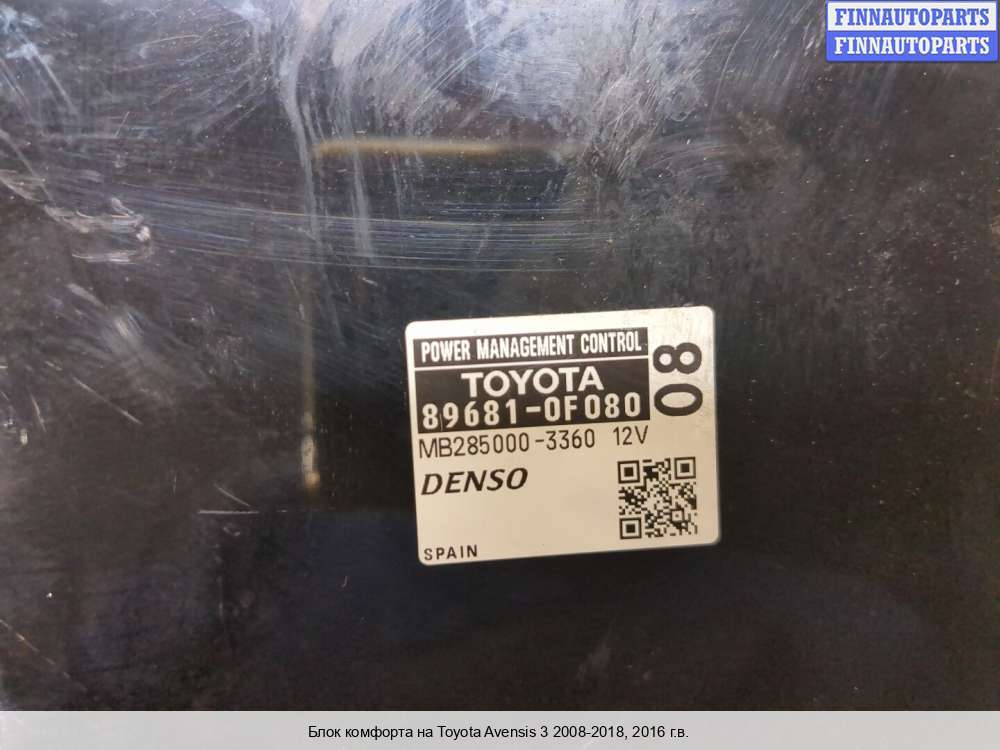 FINNAUTOPARTS
FINNAUTOPARTS
POWER MANAGEMENT CONTROL
TOYOTA
89681-0F080
08
MB285000-3360 12V
DENSO
SPAIN
Блок комфорта на Toyota Avensis 3 2008-2018, 2016 г.в.